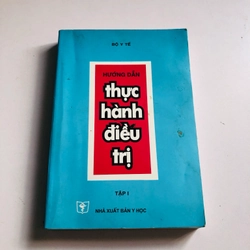 BỘ Y TẾ
HƯỚNG DẪN
thực
hành
điều
trị
TẬP I
NHÀ XUẤT BẢN Y HỌC